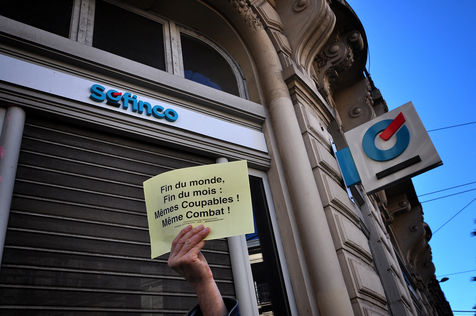 sofinco
Fin du monde,
Fin du mois :
Mêmes Coupables !
Même Combat !